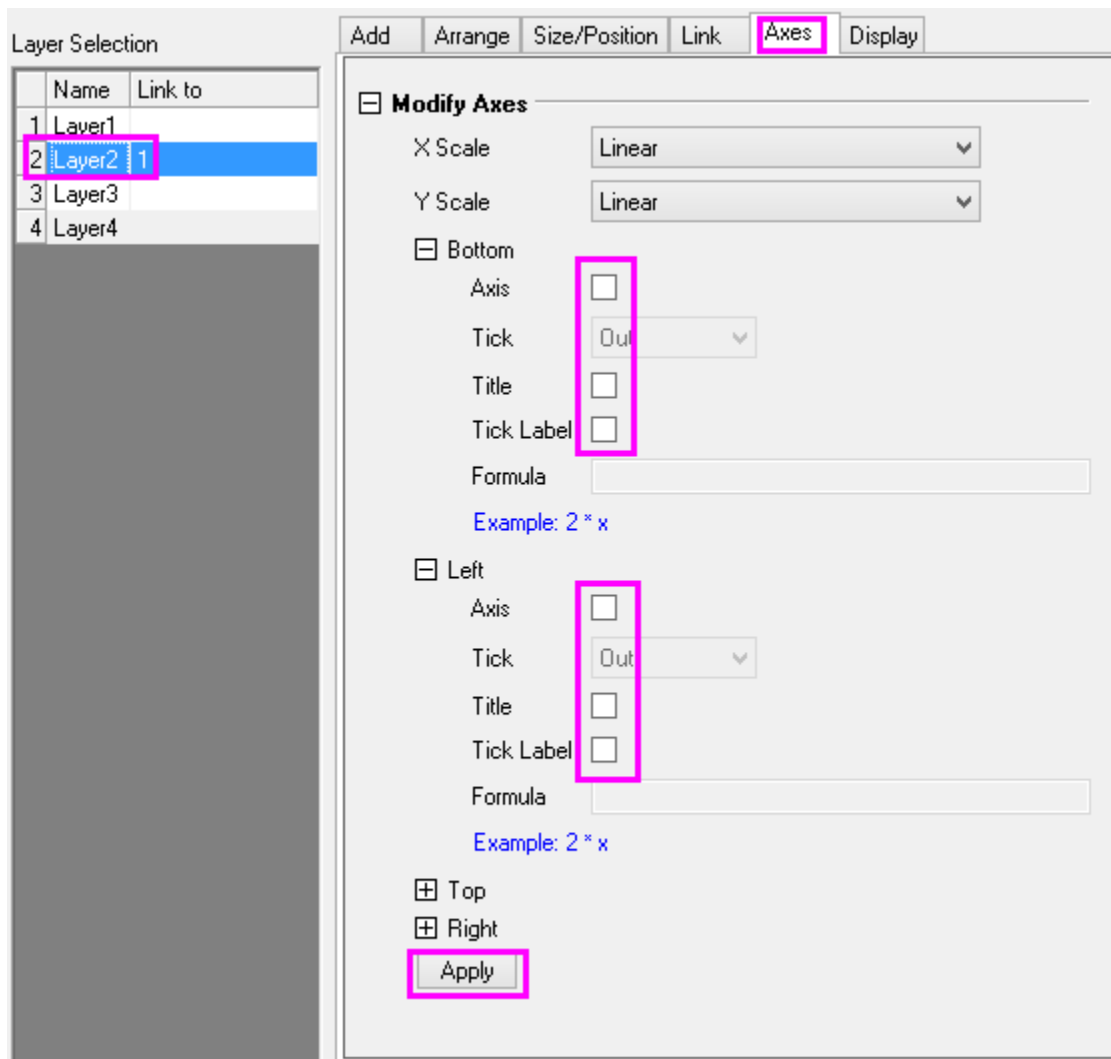 Layer Selection
Name Link to
1 Layer1
2 Layer2 1
3 Layer3
4 Layer4
Add Arrange Size/Position Link Axes Display
Modify Axes
X Scale Linear
Y Scale Linear
Bottom
Axis
Tick Out
Title
Tick Label
Formula
Example: 2 * x
Left
Axis
Tick Out
Title
Tick Label
Formula
Example: 2 * x
Top
Right
Apply